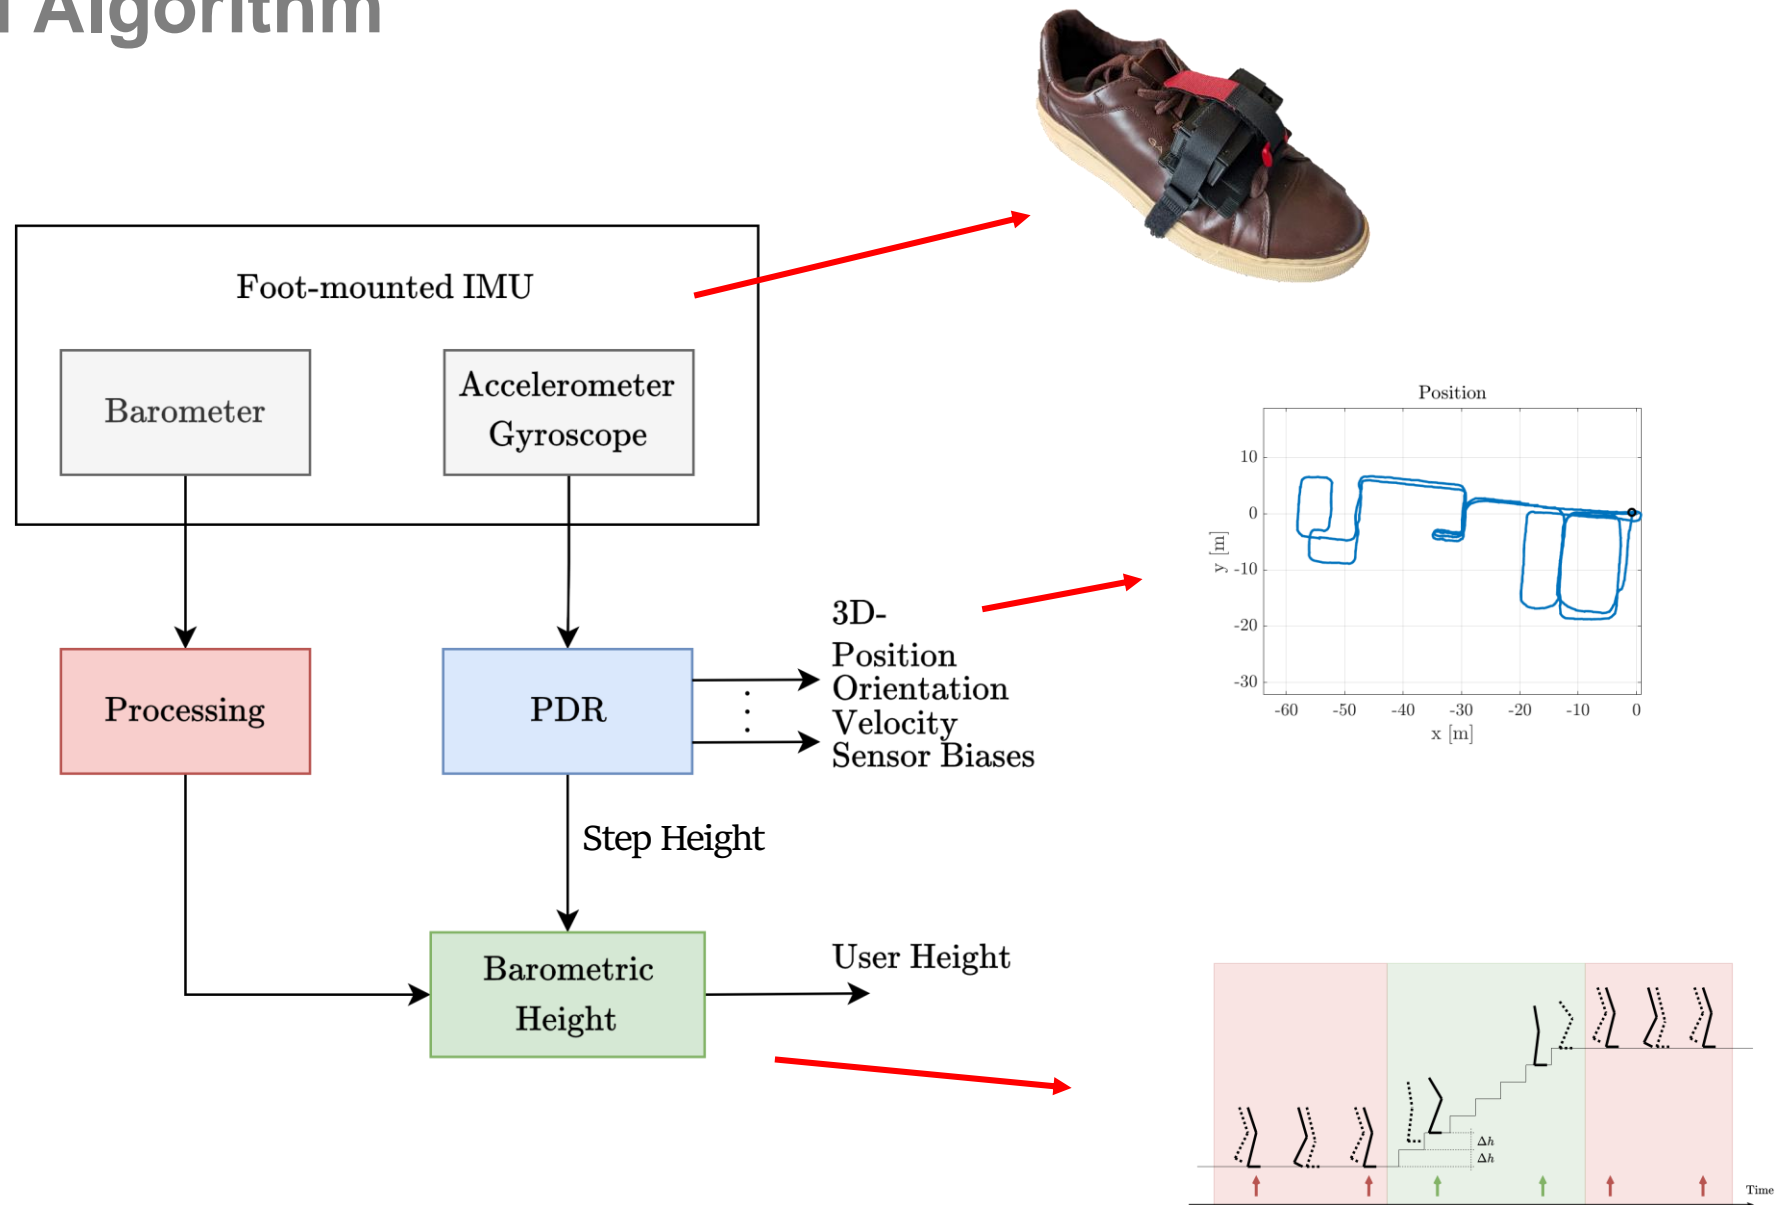 Algorithm
Foot-mounted IMU
Barometer
Accelerometer
Gyroscope
Processing
PDR
3D-
Position
Orientation
Velocity
Sensor Biases
Step Height
Barometric
Height
User Height
Position
10
0
-10
-20
-30
y [m]
-60 -50 -40 -30 -20 -10 0
x [m]
Δh
Δh
Time